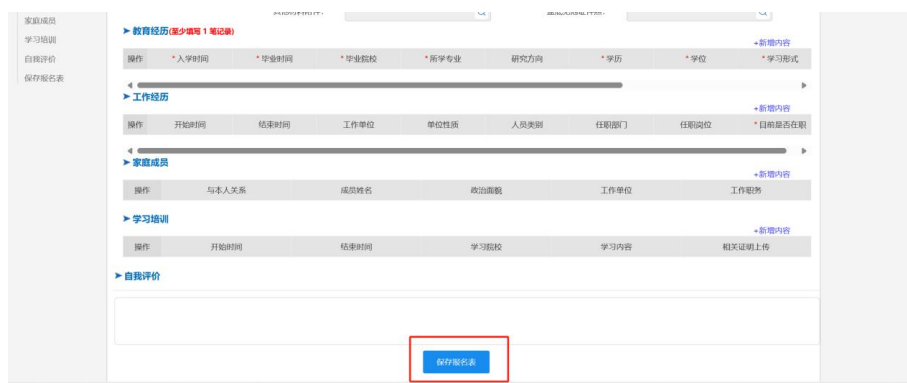 家庭成员
学习培训
自我评价
保存报名表
➤ 教育经历(至少填写 1 笔记录)
+新增内容
操作 *入学时间 *毕业时间 *毕业院校 *所学专业 研究方向 *学历 *学位 *学习形式
➤ 工作经历
+新增内容
操作 开始时间 结束时间 工作单位 单位性质 人员类别 任职部门 任职岗位 *目前是否在职
➤ 家庭成员
+新增内容
操作 与本人关系 成员姓名 政治面貌 工作单位 工作职务
➤ 学习培训
+新增内容
操作 开始时间 结束时间 学习院校 学习内容 相关证明上传
➤ 自我评价
保存报名表